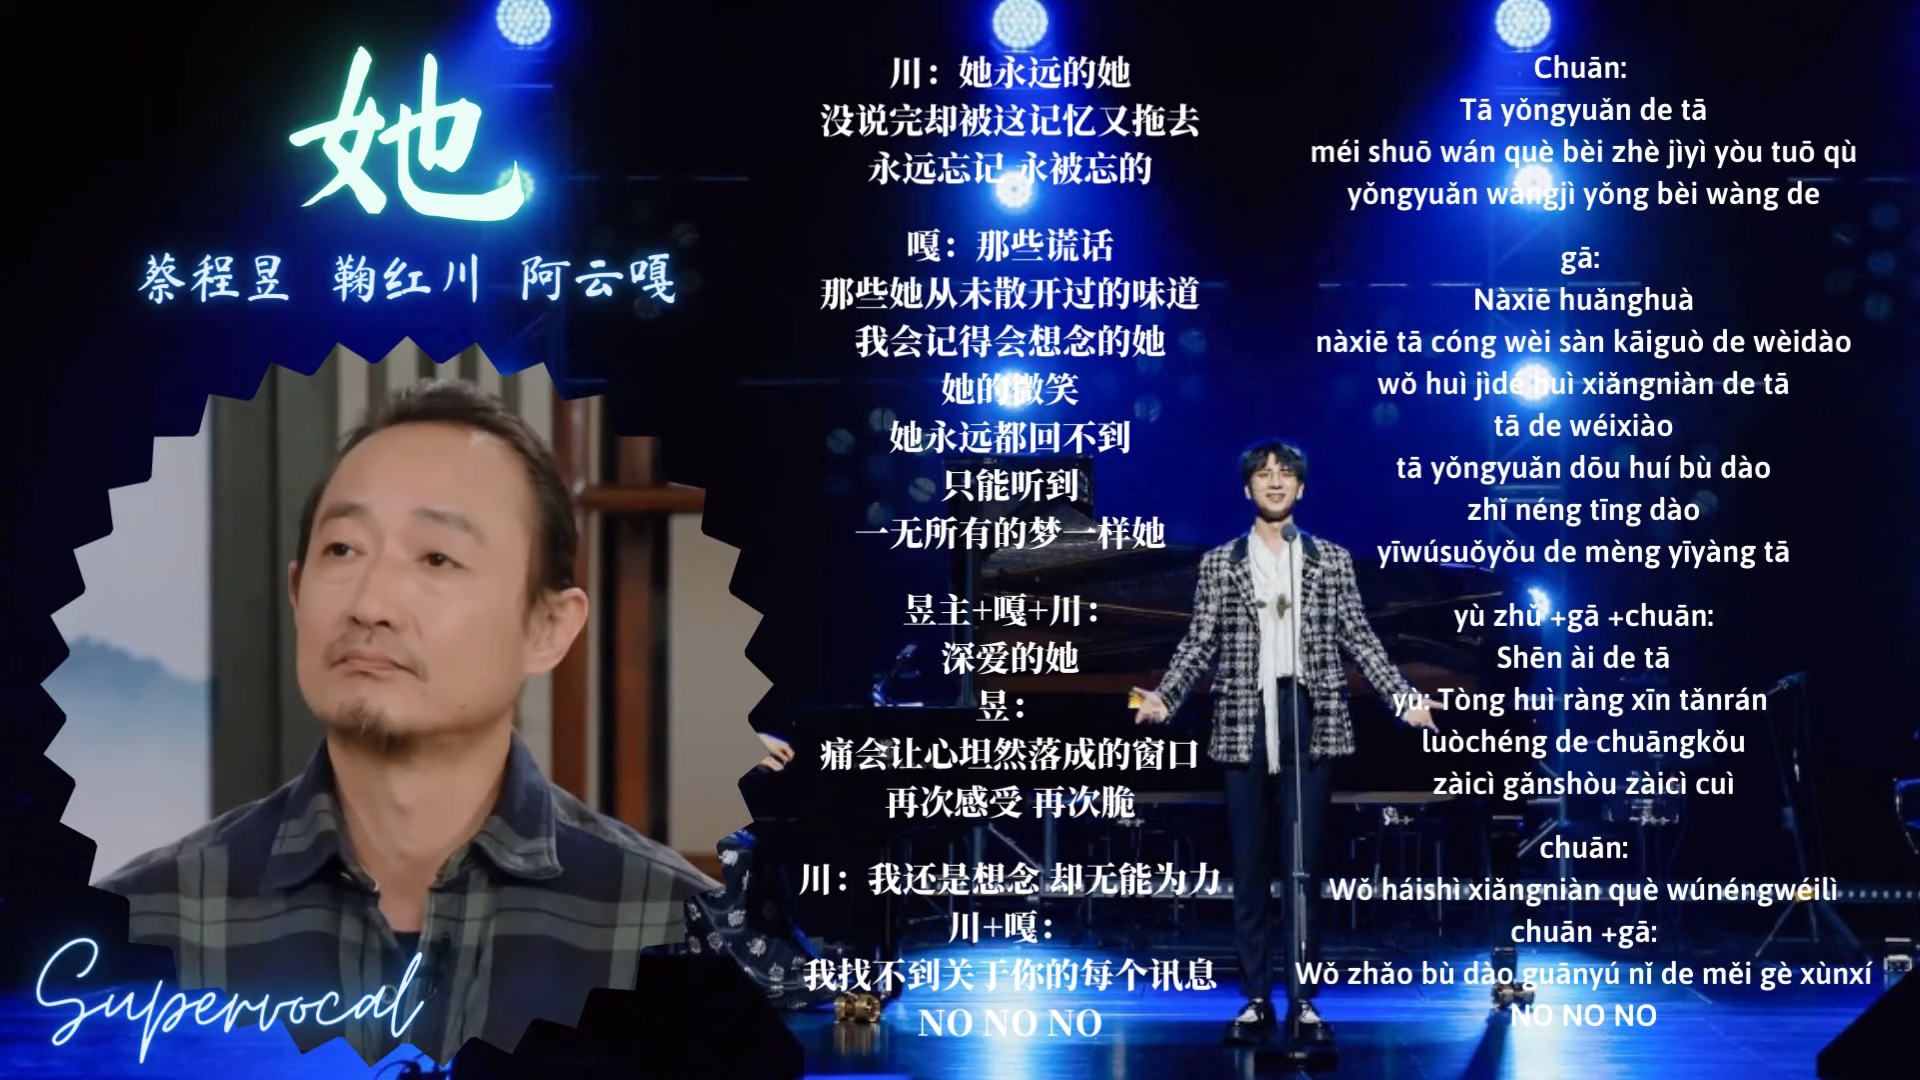 她
蔡程昱 鞠红川 阿云嘎
Supervocal
川：她永远的她
没说完却被这记忆又拖去
永远忘记 永被忘的
嘎：那些谎话
那些她从未散开过的味道
我会记得会想念的她
她的微笑
她永远都回不到
只能听到
一无所有的梦一样她
昱主+嘎+川：
深爱的她
昱：
痛会让心坦然落成的窗口
再次感受 再次脆
川：我还是想念 却无能为力
川+嘎：
我找不到关于你的每个讯息
NO NO NO
Chuān:
Tā yǒngyuǎn de tā
méi shuō wán què bèi zhè jìyì yòu tuō qù
yǒngyuǎn wàngjì yǒng bèi wàng de
gā:
Nàxiē huǎnghuà
nàxiē tā cóng wèi sàn kāiguò de wèidào
wǒ huì jìdé huì xiǎngniàn de tā
tā de wéixiào
tā yǒngyuǎn dōu huí bù dào
zhǐ néng tīng dào
yīwúsuǒyǒu de mèng yīyàng tā
yù zhǔ +gā +chuān:
Shēn ài de tā
yù: Tòng huì ràng xīn tǎnrán
luòchéng de chuāngkǒu
zàicì gǎnshòu zàicì cuì
chuān:
Wǒ háishì xiǎngniàn què wúnéngwéilì
chuān +gā:
Wǒ zhǎo bù dào guānyú nǐ de měi gè xùnxí
NO NO NO